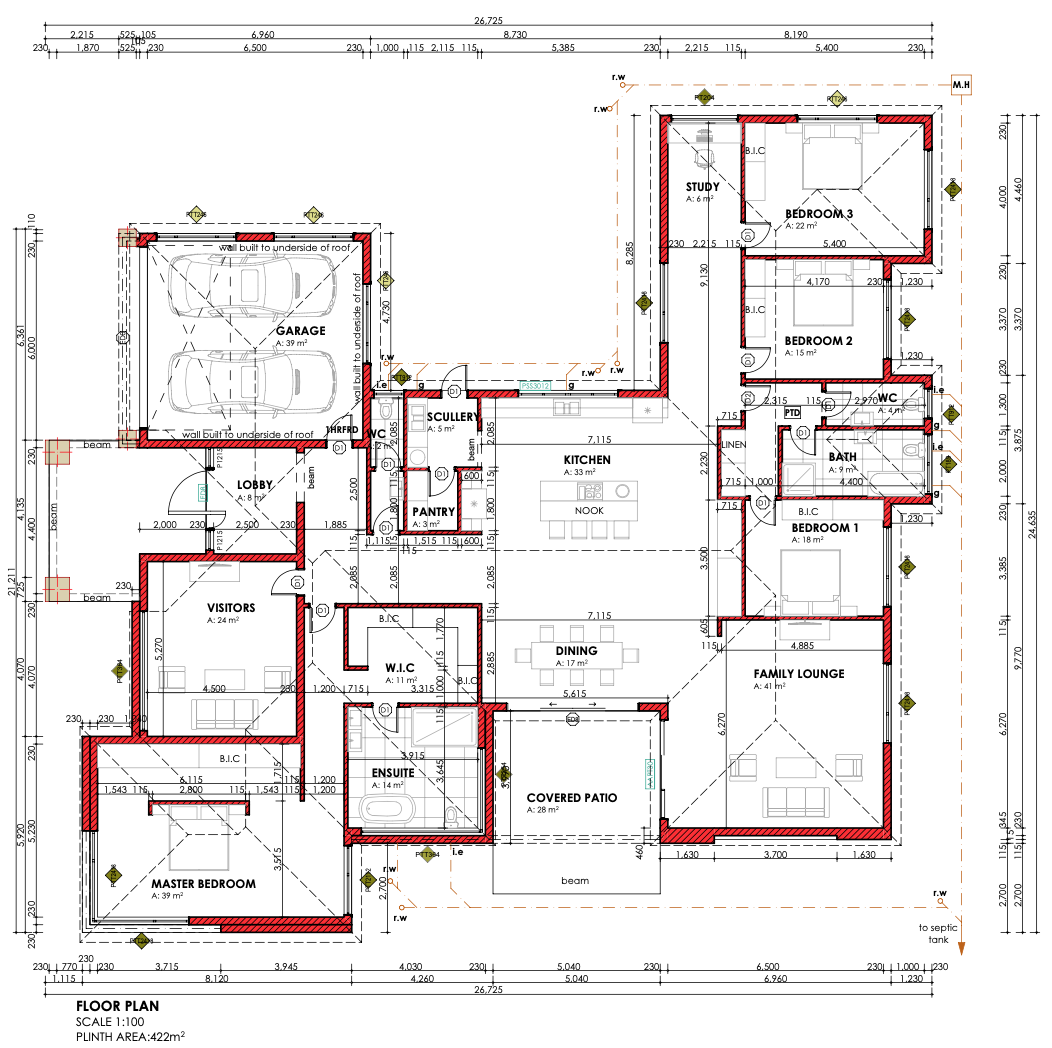 26,725
2,215 525 6,960 8,730 8,190
230 1,870 525 105 230 6,500 230 1,000 115 2,115 115 5,385 230 2,215 115 5,400 230
r.w
r.w
M.H
STUDY
A: 6 m²
B.I.C
BEDROOM 3
A: 22 m²
230 2,215 115 5,400
8,285
9,130
4,170 230 1,230
B.I.C
BEDROOM 2
A: 15 m²
1,230
wall built to underside of roof
GARAGE
A: 39 m²
wall built to underside of roof
wall built to underside of roof
4,730
r.w
r.w
r.w
i.e
g
PSS3012
g
1HRFRD
D1
WC
2,085
SCULLERY
A: 5 m²
beam
2,085
D1
7,115
KITCHEN
A: 33 m²
NOOK
715
LINEN
2,230
715 1,000
715
2,315 115 2,970
PTD
WC
A: 4 m²
i.e
BATH
A: 9 m²
4,400
i.e
g
1,230
beam
beam
beam
LOBBY
A: 8 m²
beam
P1215
P1215
2,000 230 2,500 230 1,885
2,500
PANTRY
A: 3 m²
1,800
1,800
1,115 1,515 115 600
115
115
2,085
2,085
2,085
B.I.C
BEDROOM 1
A: 18 m²
3,500
230
VISITORS
A: 24 m²
5,270
4,500 230 1,200 715 3,315
D1
D1
B.I.C
1,770
W.I.C
A: 11 m²
B.I.C
1,000
115
115
2,885
7,115
DINING
A: 17 m²
5,615
605
115
4,885
FAMILY LOUNGE
A: 41 m²
6,270
230 230
B.I.C
1,715
6,115 115 1,200
1,543 115 2,800 115 1,543 115 1,200
D1
3,915
ENSUITE
A: 14 m²
3,645
COVERED PATIO
A: 28 m²
460
beam
3,515
MASTER BEDROOM
A: 39 m²
i.e
2,700
r.w
r.w
r.w
1,630 3,700 1,630
to septic
tank
110
230
6,361
6,000
230
4,135
4,400
21,211
725
230
4,070
4,070
230
5,920
5,230
230
230
230
4,000
4,460
230
3,370
3,370
1,300
115
3,875
2,000
24,635
3,385
115
9,770
6,270
345
230
115
115
2,700
2,700
230
230 770 230 3,715 3,945 4,030 230 5,040 230 6,500 230 1,000 230
1,115 8,120 4,260 5,040 6,960 1,115
26,725
FLOOR PLAN
SCALE 1:100
PLINTH AREA:422m²